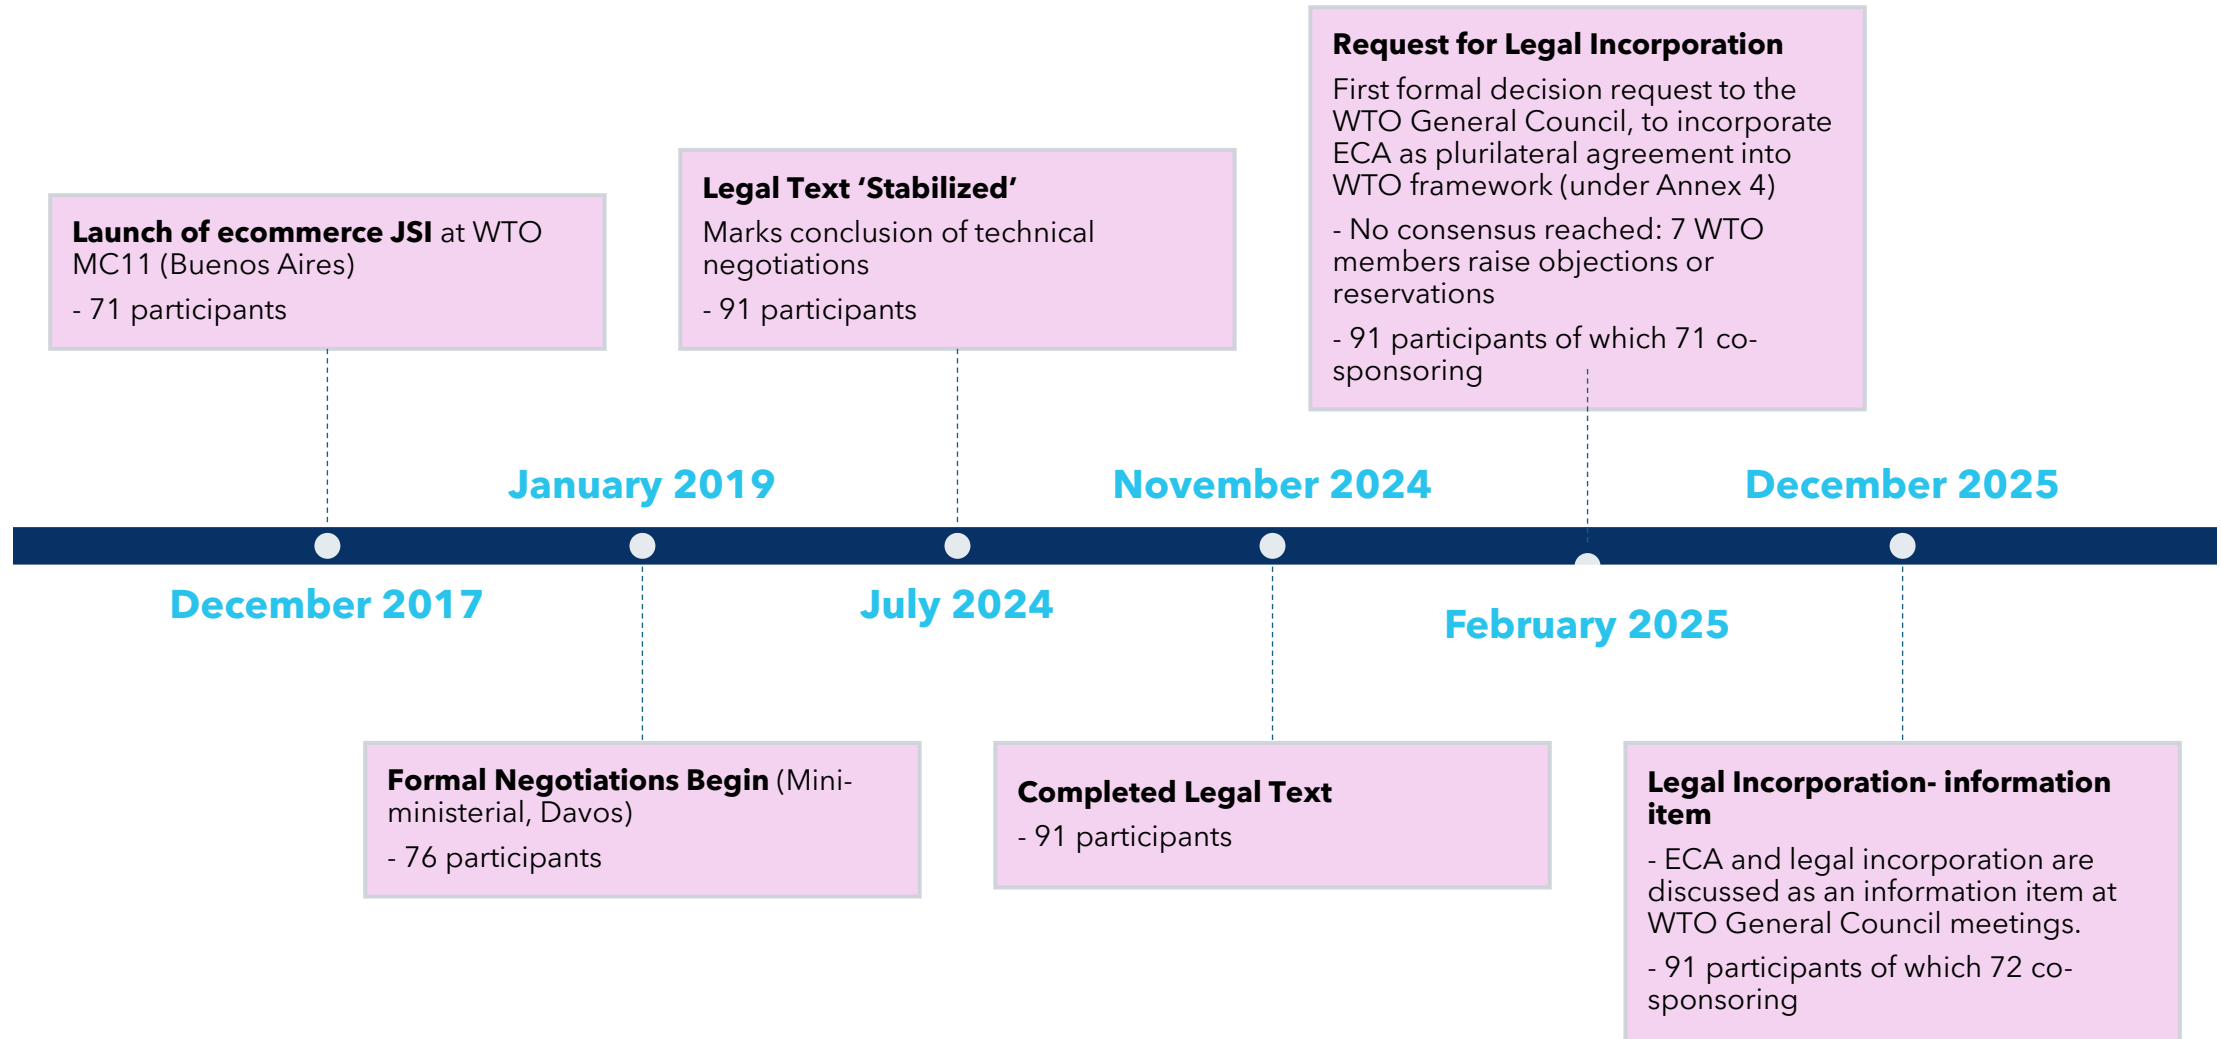 Launch of ecommerce JSI at WTO
MC11 (Buenos Aires)
- 71 participants
December 2017
January 2019
Formal Negotiations Begin (Mini-
ministerial, Davos)
- 76 participants
Legal Text ‘Stabilized’
Marks conclusion of technical
negotiations
- 91 participants
July 2024
November 2024
Completed Legal Text
- 91 participants
Request for Legal Incorporation
First formal decision request to the
WTO General Council, to incorporate
ECA as plurilateral agreement into
WTO framework (under Annex 4)
- No consensus reached: 7 WTO
members raise objections or
reservations
- 91 participants of which 71 co-
sponsoring
February 2025
December 2025
Legal Incorporation- information
item
- ECA and legal incorporation are
discussed as an information item at
WTO General Council meetings.
- 91 participants of which 72 co-
sponsoring